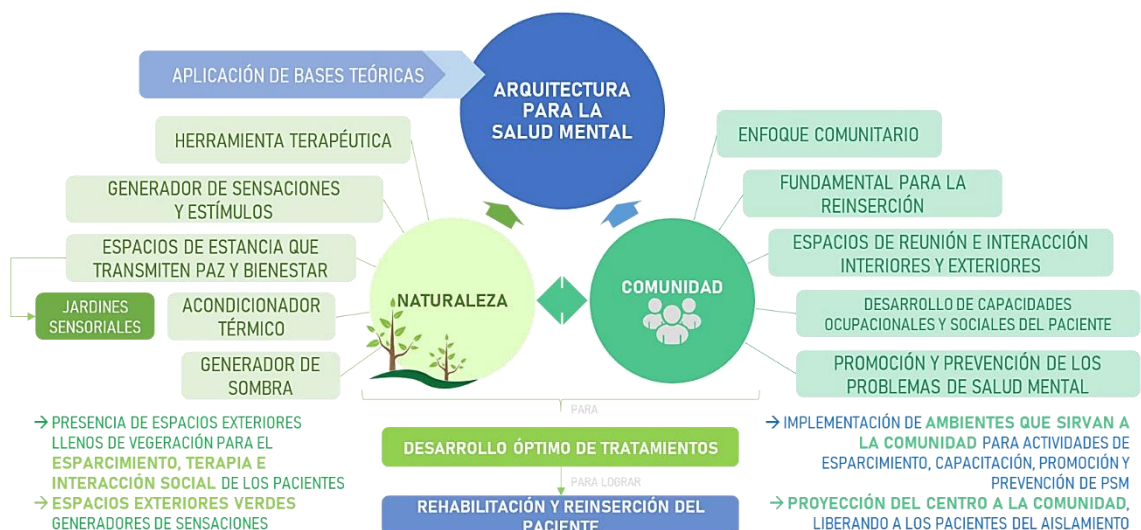 APLICACIÓN DE BASES TEÓRICAS
ARQUITECTURA
PARA LA
SALUD MENTAL
HERRAMIENTA TERAPÉUTICA
GENERADOR DE SENSACIONES
Y ESTÍMULOS
ESPACIOS DE ESTANCIA QUE
TRANSMITEN PAZ Y BIENESTAR
JARDINES
SENSORIALES
ACONDICIONADOR
TÉRMICO
GENERADOR DE
SOMBRA
NATURALEZA
COMUNIDAD
ENFOQUE COMUNITARIO
FUNDAMENTAL PARA LA
REINSERCIÓN
ESPACIOS DE REUNIÓN E INTERACCIÓN
INTERIORES Y EXTERIORES
DESARROLLO DE CAPACIDADES
OCUPACIONALES Y SOCIALES DEL PACIENTE
PROMOCIÓN Y PREVENCIÓN DE LOS
PROBLEMAS DE SALUD MENTAL
→ PRESENCIA DE ESPACIOS EXTERIORES
LLENOS DE VEGERACIÓN PARA EL
ESPARCIMIENTO, TERAPIA E
INTERACCIÓN SOCIAL DE LOS PACIENTES
→ ESPACIOS EXTERIORES VERDES
GENERADORES DE SENSACIONES
PARA
DESARROLLO ÓPTIMO DE TRATAMIENTOS
PARA LOGRAR
REHABILITACIÓN Y REINSERCIÓN DEL
PACIENTE
→ IMPLEMENTACIÓN DE AMBIENTES QUE SIRVAN A
LA COMUNIDAD PARA ACTIVIDADES DE
ESPARCIMIENTO, CAPACITACIÓN, PROMOCIÓN Y
PREVENCIÓN DE PSM
→ PROYECCIÓN DEL CENTRO A LA COMUNIDAD,
LIBERANDO A LOS PACIENTES DEL AISLAMIENTO